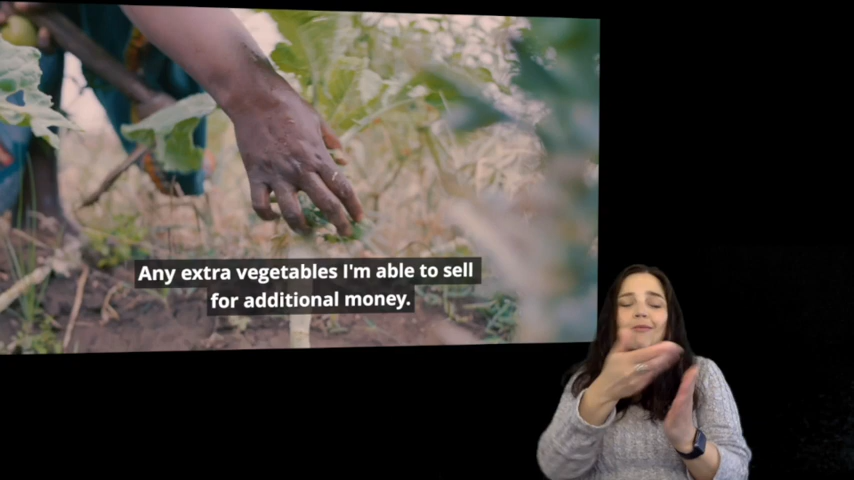 Any extra vegetables I'm able to sell
for additional money.